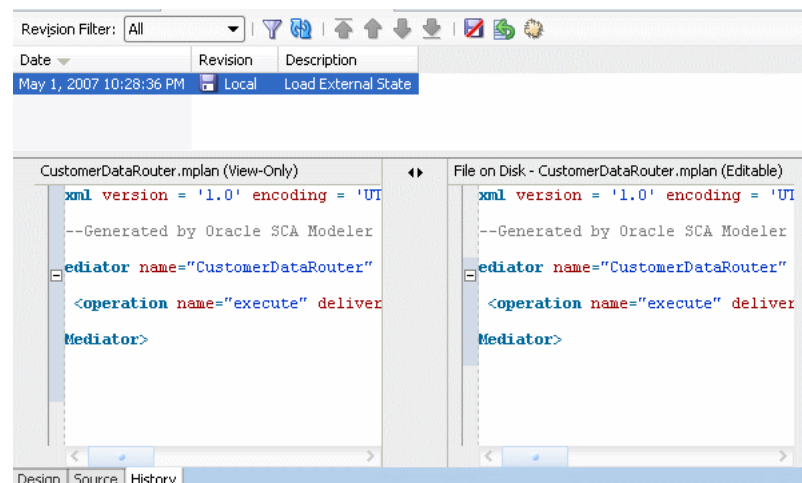 Revision Filter: All
Date Revision Description
May 1, 2007 10:28:36 PM Local Load External State
CustomerDataRouter.mplan (View-Only)
xml version = '1.0' encoding = 'UT
--Generated by Oracle SCA Modeler
ediator name="CustomerDataRouter"
<operation name="execute" deliver
Mediator>
File on Disk - CustomerDataRouter.mplan (Editable)
xml version = '1.0' encoding = 'UT
--Generated by Oracle SCA Modeler
ediator name="CustomerDataRouter"
<operation name="execute" deliver
Mediator>
Design Source History